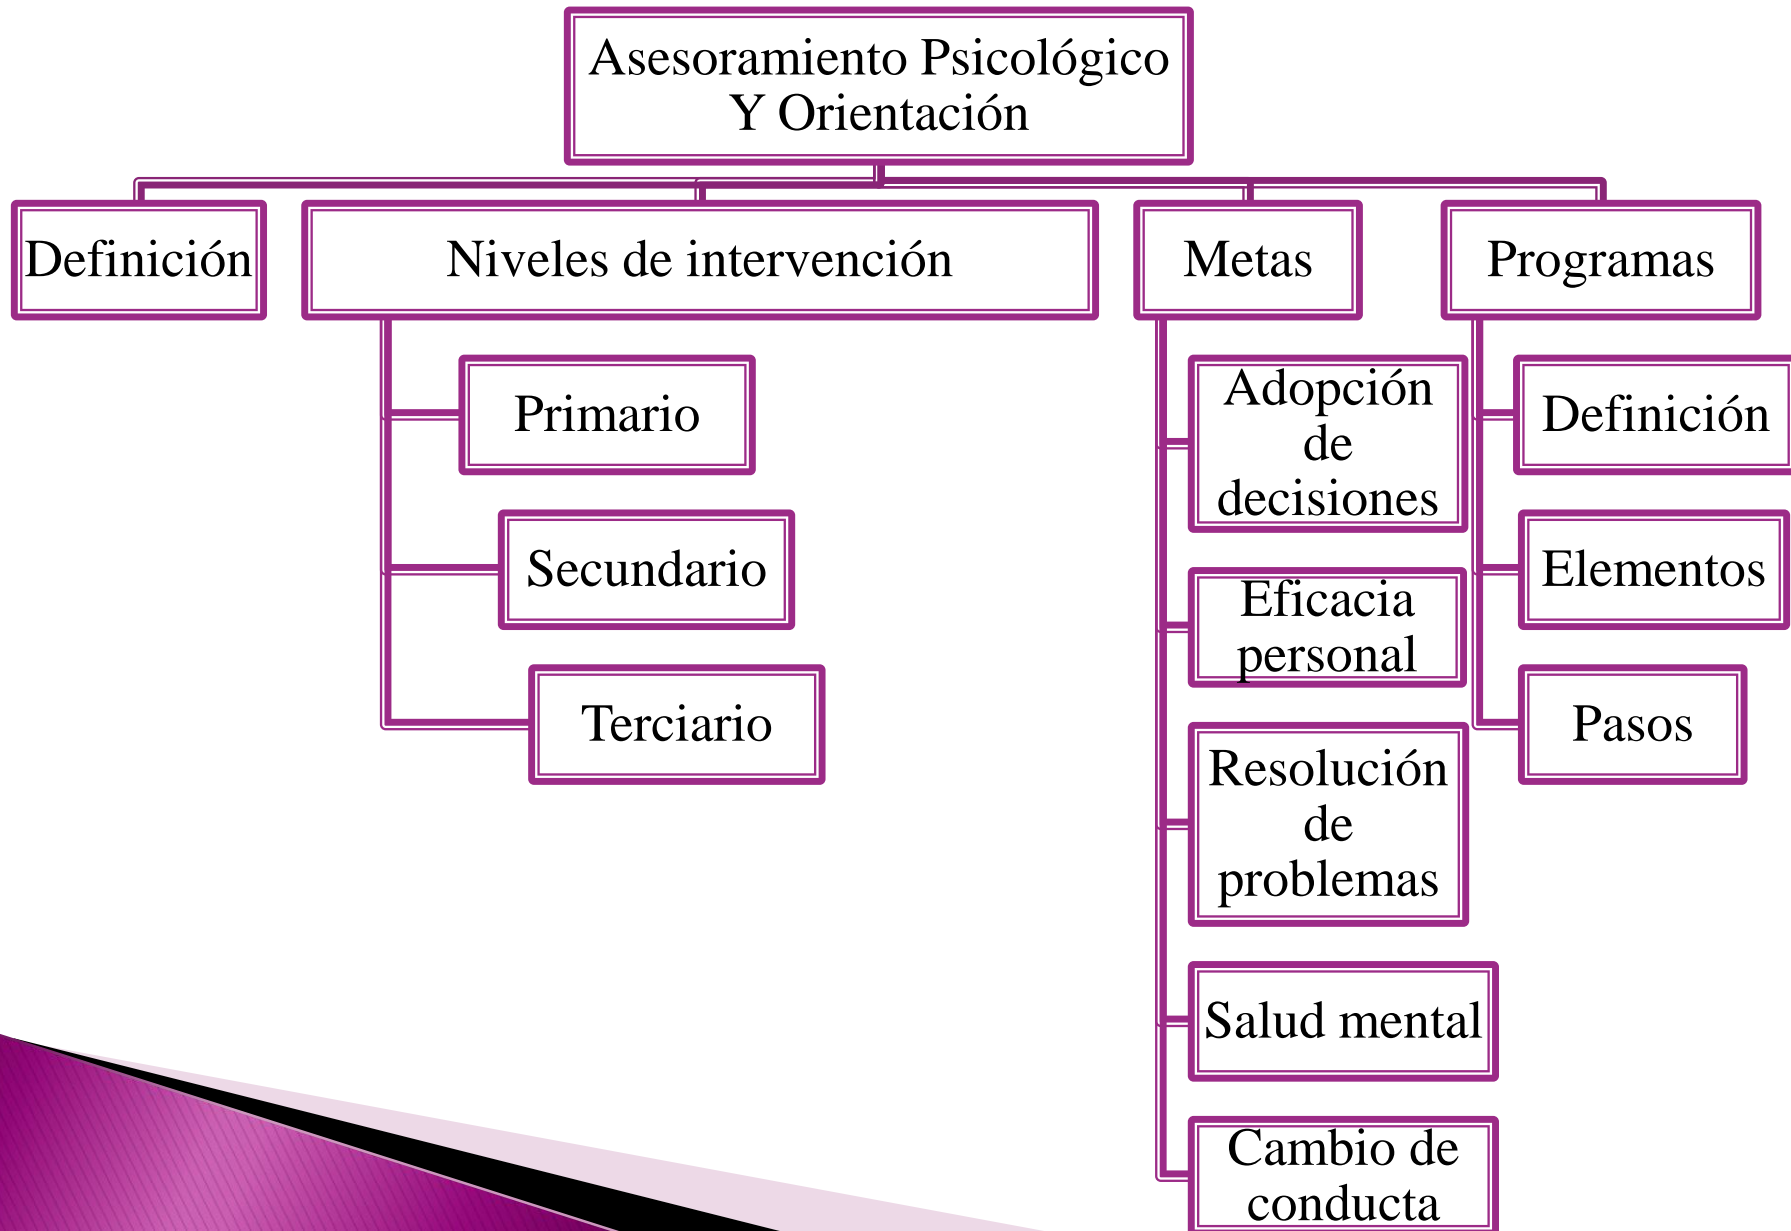 Asesoramiento Psicológico
Y Orientación
Definición
Niveles de intervención
Primario
Secundario
Terciario
Metas
Adopción
de
decisiones
Eficacia
personal
Resolución
de
problemas
Salud mental
Cambio de
conducta
Programas
Definición
Elementos
Pasos